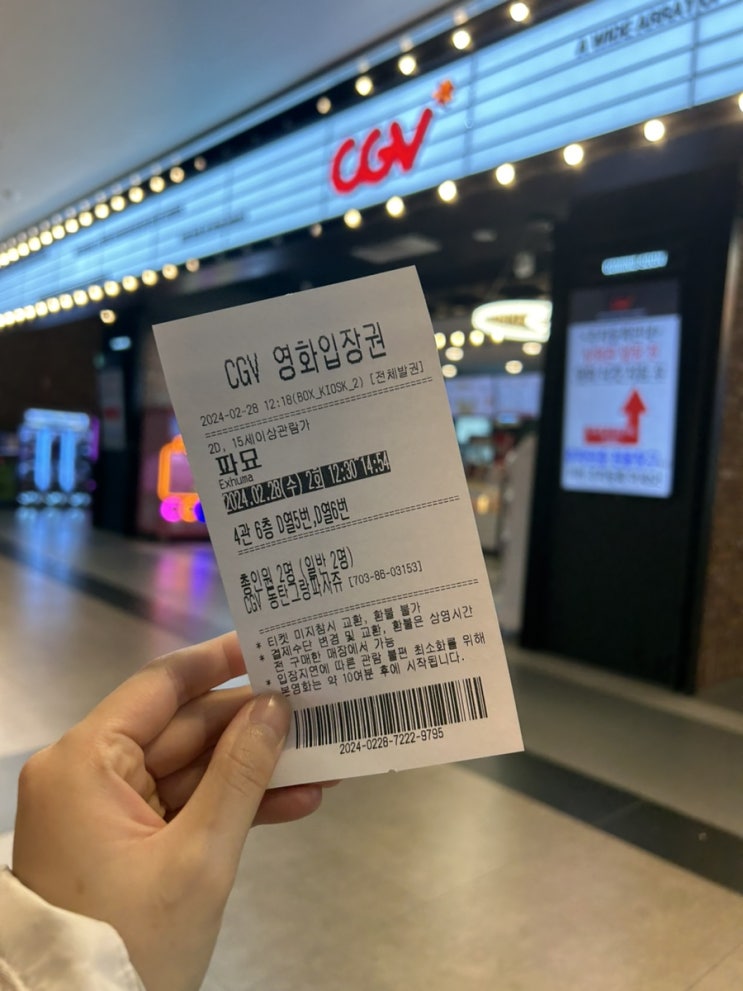 A WIDE ARRAY OF
CGV
CGV 영화입장권
2024-02-28 12:18(BOX_KIOSK_2) [전체발권]
2D, 15세이상관람가
파묘
Exhuma
2024.02.28(수) 2회 12:30~14:54
4관 6층 D열5번,D열6번
총인원 2명 (일반 2명)
CGV 동탄그랑파사쥬 [703-86-03153]
* 티켓 미지참시 교환, 환불 불가
* 결제수단 변경 및 교환, 환불은 상영시간
전 구매한 매장에서 가능
* 입장지연에 따른 관람 불편 최소화를 위해
본영화는 약 10여분 후에 시작됩니다.
2024-0228-7222-9795